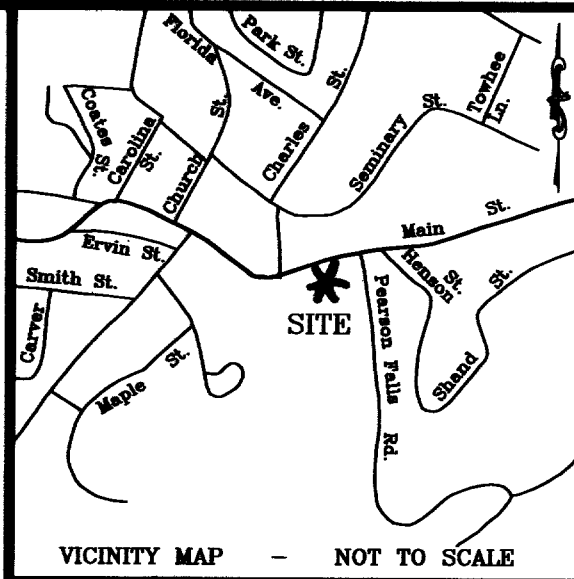 Florida
Ave.
Park St.
Coates
St.
Carolina
St.
Church
St.
Charles
St.
Seminary
St.
Towhee
Ln.
Main
St.
Ervin St.
Smith St.
Carver
Maple
St.
SITE
Pearson Falls
Rd.
Henson
St.
Shand
St.
VICINITY MAP - NOT TO SCALE